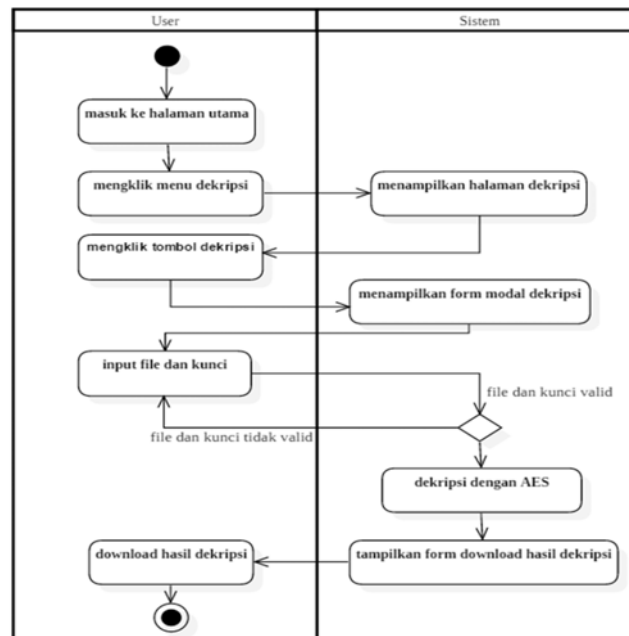 User
Sistem
masuk ke halaman utama
mengklik menu dekripsi
menampilkan halaman dekripsi
mengklik tombol dekripsi
menampilkan form modal dekripsi
input file dan kunci
file dan kunci valid
file dan kunci tidak valid
dekripsi dengan AES
download hasil dekripsi
tampilkan form download hasil dekripsi